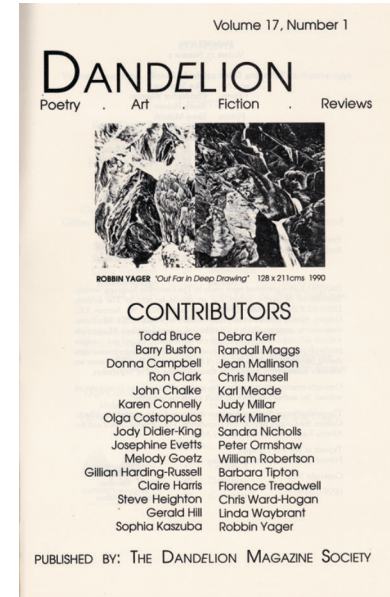 Volume 17, Number 1
DANDELION
Poetry . Art . Fiction . Reviews
ROBBIN YAGER "Out Far in Deep Drawing" 128 x 211cms 1990
CONTRIBUTORS
Todd Bruce Debra Kerr
Barry Buston Randall Maggs
Donna Campbell Jean Mallinson
Ron Clark Chris Mansell
John Chalke Karl Meade
Karen Connelly Judy Millar
Olga Costopoulos Mark Milner
Jody Didier-King Sandra Nicholls
Josephine Evetts Peter Ormshaw
Melody Goetz William Robertson
Gillian Harding-Russell Barbara Tipton
Claire Harris Florence Treadwell
Steve Heighton Chris Ward-Hogan
Gerald Hill Linda Waybrant
Sophia Kaszuba Robbin Yager
PUBLISHED BY: THE DANDELION MAGAZINE SOCIETY